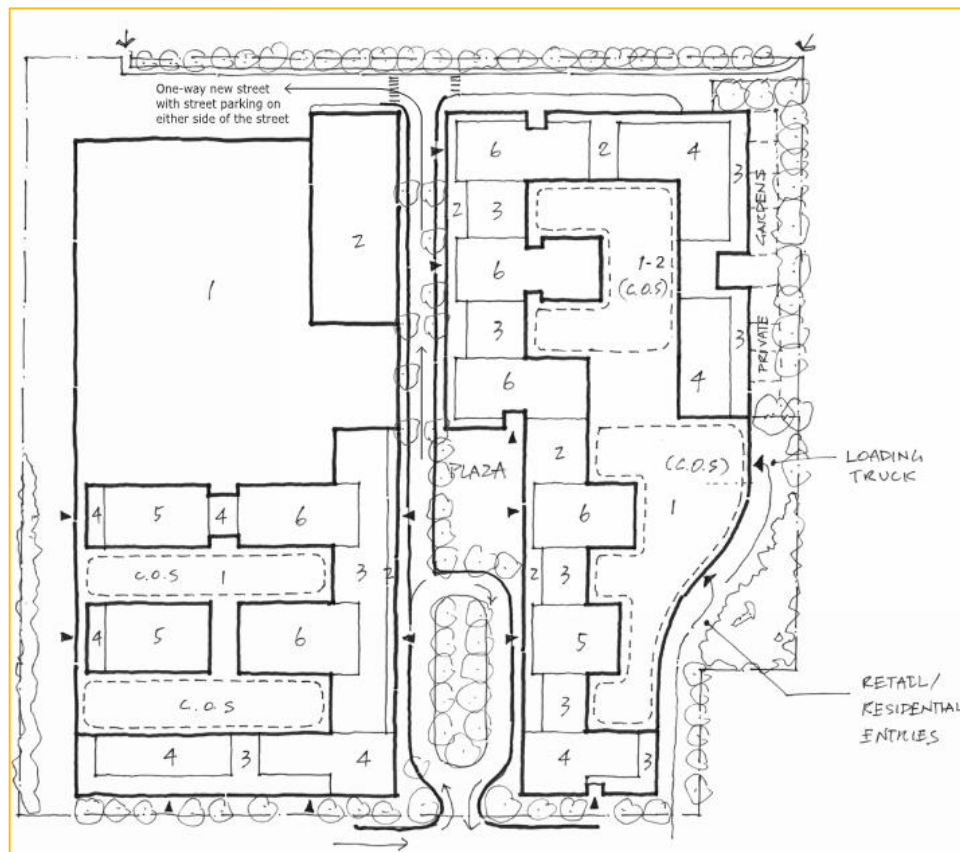 One-way new street
with street parking on
either side of the street
6
2
4
3
2
2
3
GARDENS
1
6
1-2
(C.O.S)
3
3
PRIVATE
6
4
PLAZA
2
(C.O.S)
LOADING
TRUCK
4
5
4
6
6
1
C.O.S 1
3
2
2
3
4
5
6
5
C.O.S
3
RETAIL/
RESIDENTIAL
ENTRIES
4
3
4
4
3